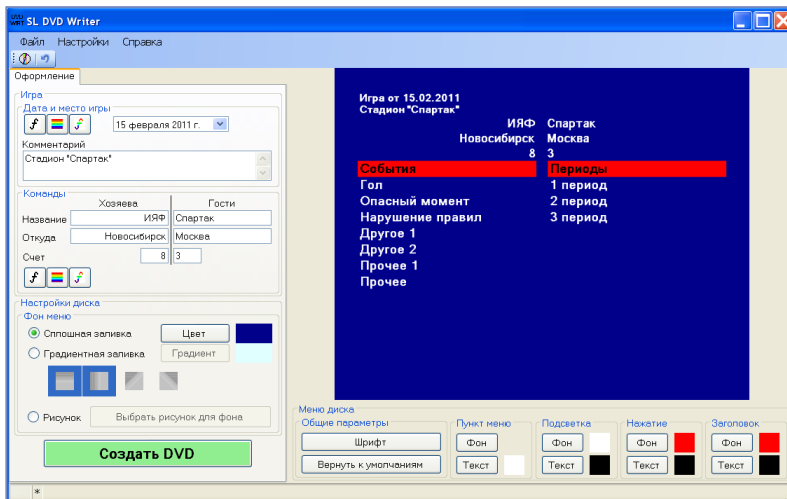 SL DVD Writer
Файл Настройки Справка
Оформление
Игра
Дата и место игры
f f 15 февраля 2011 г.
Комментарий
Стадион "Спартак"
Команды
Хозяева Гости
Название ИЯФ Спартак
Откуда Новосибирск Москва
Счет 8 3
f f
Настройки диска
Фон меню
Сплошная заливка Цвет
Градиентная заливка Градиент
Рисунок Выбрать рисунок для фона
Создать DVD
*
Игра от 15.02.2011
Стадион "Спартак"
ИЯФ Спартак
Новосибирск Москва
8 3
События Периоды
Гол 1 период
Опасный момент 2 период
Нарушение правил 3 период
Другое 1
Другое 2
Прочее 1
Прочее
Меню диска
Общие параметры Пункт меню Подсветка Нажатие Заголовок
Шрифт Фон Фон Фон Фон
Вернуть к умолчаниям Текст Текст Текст Текст